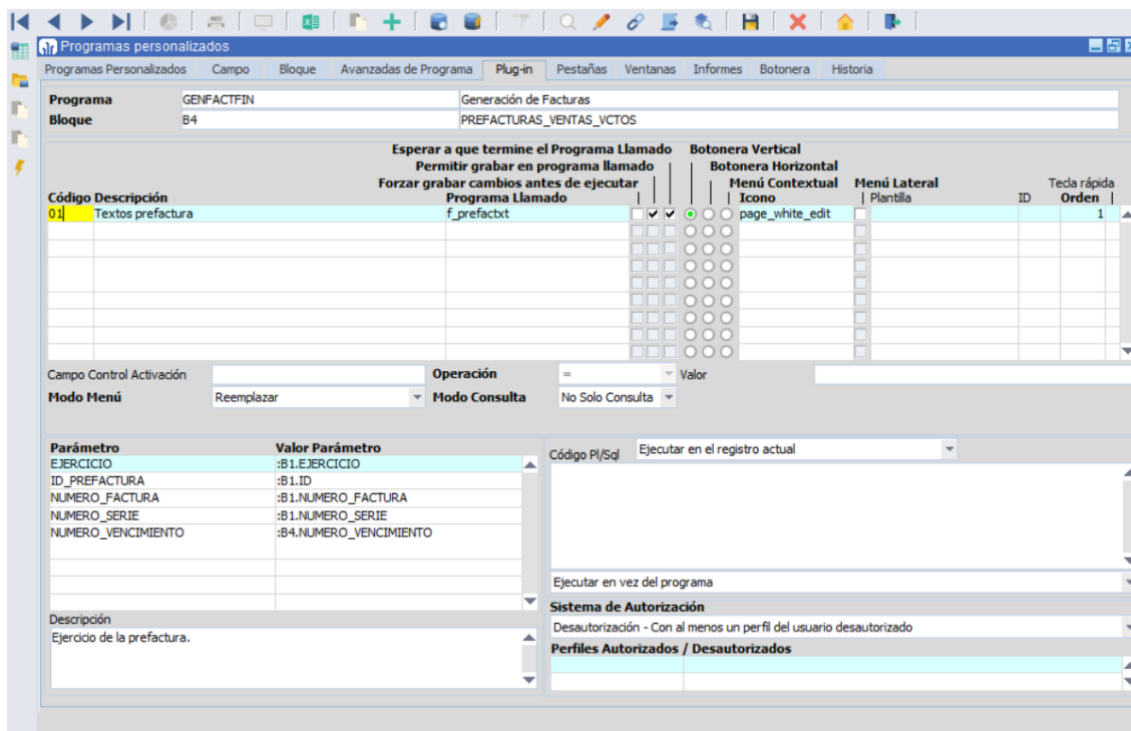 Programas personalizados
Programas Personalizados Campo Bloque Avanzadas de Programa Plug-in Pestañas Ventanas Informes Botonera Historia
Programa GENFACTFIN Generación de Facturas
Bloque B4 PREFACTURAS_VENTAS_VCTOS
Esperar a que termine el Programa Llamado Botonera Vertical
Permitir grabar en programa llamado Botonera Horizontal
Forzar grabar cambios antes de ejecutar Menú Contextual Menú Lateral Tecla rápida
Código Descripción Programa Llamado Icono Plantilla ID Orden
01 Textos prefactura f_prefactxt page_white_edit 1
Campo Control Activación Operación = Valor
Modo Menú Reemplazar Modo Consulta No Solo Consulta
Parámetro Valor Parámetro
EJERCICIO :B1.EJERCICIO
ID_PREFACTURA :B1.ID
NUMERO_FACTURA :B1.NUMERO_FACTURA
NUMERO_SERIE :B1.NUMERO_SERIE
NUMERO_VENCIMIENTO :B4.NUMERO_VENCIMIENTO
Descripción
Ejercicio de la prefactura.
Código Pl/Sql Ejecutar en el registro actual
Ejecutar en vez del programa
Sistema de Autorización
Desautorización - Con al menos un perfil del usuario desautorizado
Perfiles Autorizados / Desautorizados